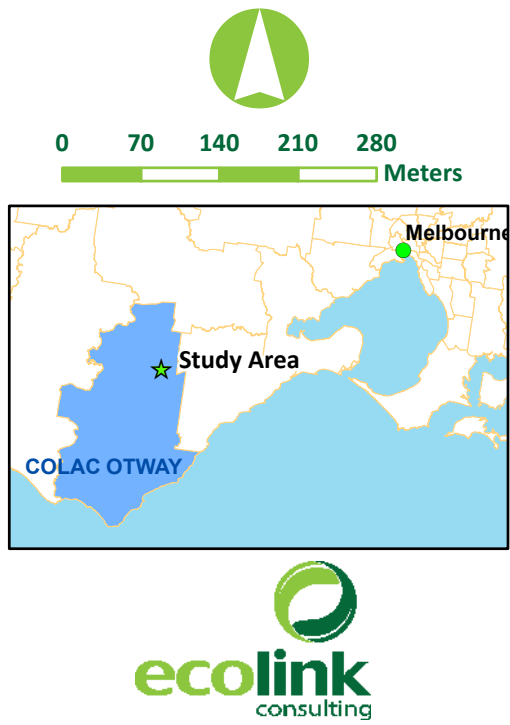 0 70 140 210 280
Meters
Melbourne
Study Area
COLAC OTWAY
ecolink
consulting